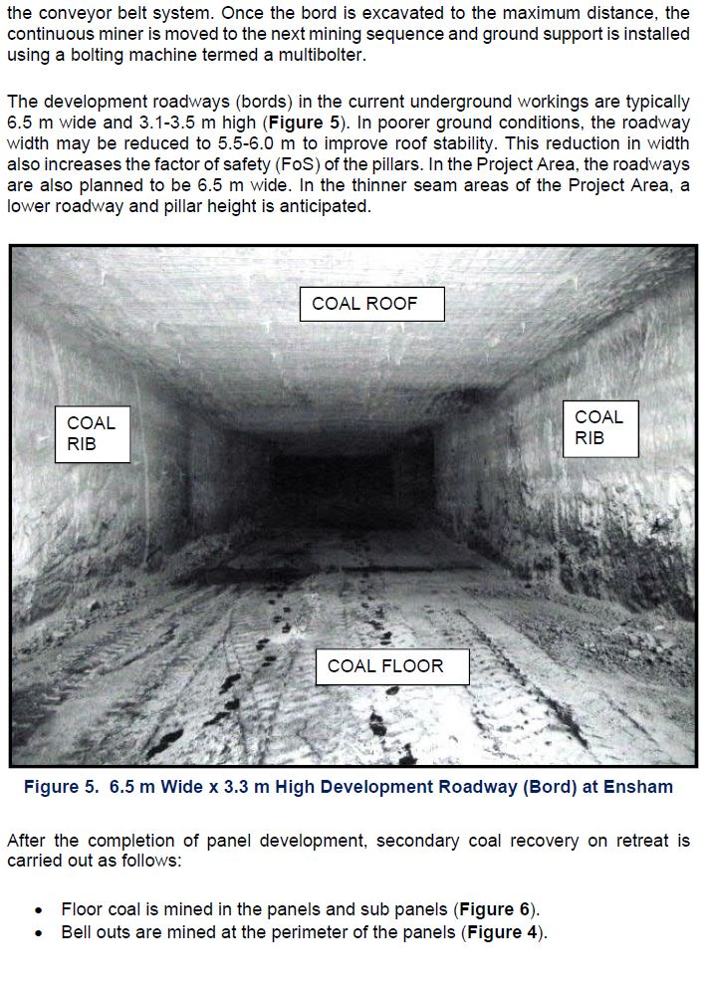 the conveyor belt system. Once the bord is excavated to the maximum distance, the
continuous miner is moved to the next mining sequence and ground support is installed
using a bolting machine termed a multibolter.
The development roadways (bords) in the current underground workings are typically
6.5 m wide and 3.1-3.5 m high (Figure 5). In poorer ground conditions, the roadway
width may be reduced to 5.5-6.0 m to improve roof stability. This reduction in width
also increases the factor of safety (FoS) of the pillars. In the Project Area, the roadways
are also planned to be 6.5 m wide. In the thinner seam areas of the Project Area, a
lower roadway and pillar height is anticipated.
COAL ROOF
COAL
RIB
COAL
RIB
COAL FLOOR
Figure 5. 6.5 m Wide x 3.3 m High Development Roadway (Bord) at Ensham
After the completion of panel development, secondary coal recovery on retreat is
carried out as follows:
• Floor coal is mined in the panels and sub panels (Figure 6).
• Bell outs are mined at the perimeter of the panels (Figure 4).